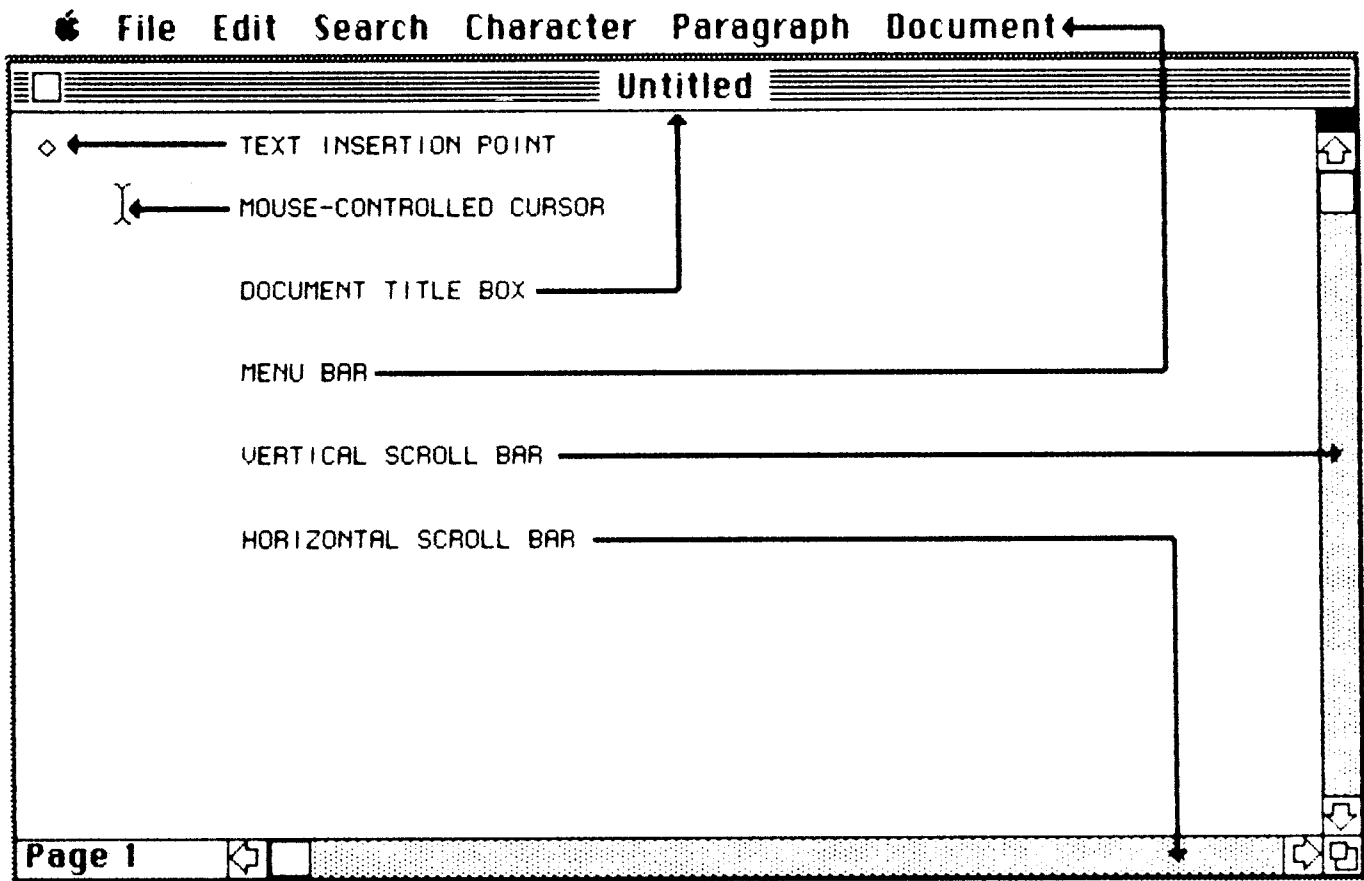 File Edit Search Character Paragraph Document
Untitled
TEXT INSERTION POINT
MOUSE-CONTROLLED CURSOR
DOCUMENT TITLE BOX
MENU BAR
VERTICAL SCROLL BAR
HORIZONTAL SCROLL BAR
Page 1